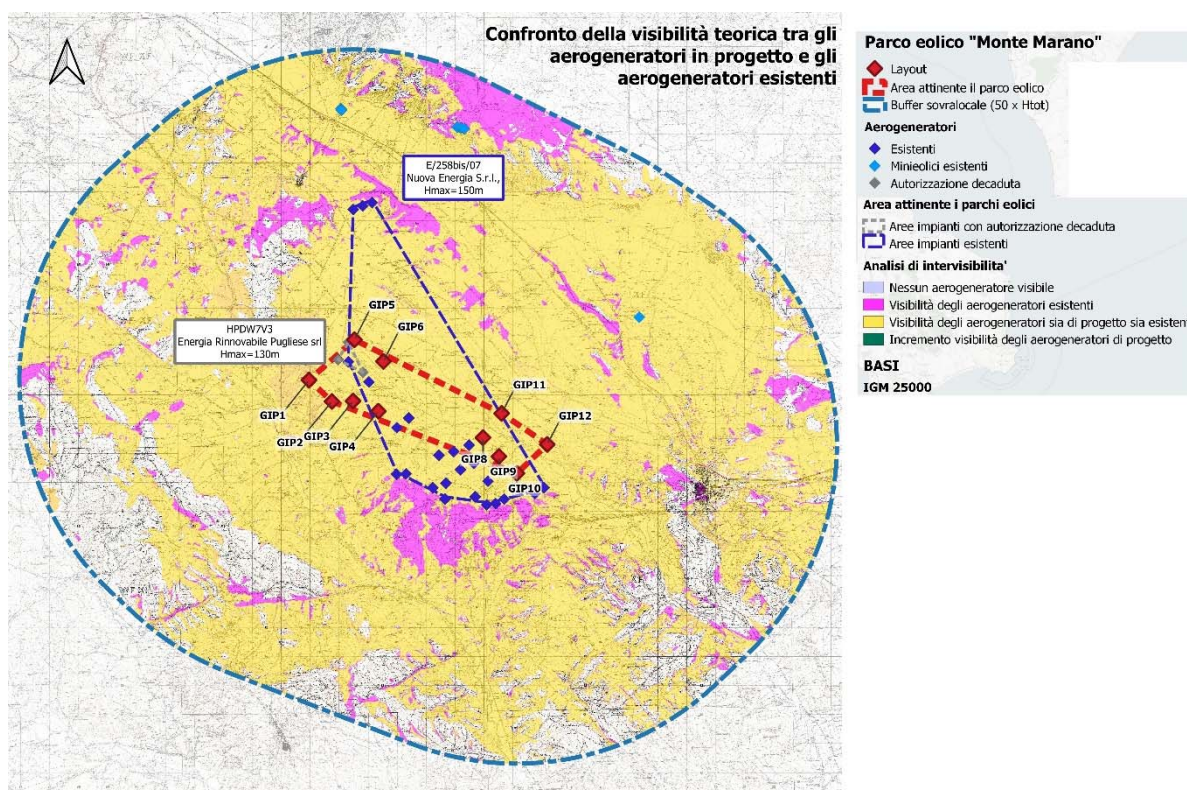 Confronto della visibilità teorica tra gli
aerogeneratori in progetto e gli
aerogeneratori esistenti
E/258bis/07
Nuova Energia S.r.l.,
Hmax=150m
HPDW7V3
Energia Rinnovabile Pugliese srl
Hmax=130m
GIP5
GIP6
GIP1
GIP2
GIP3
GIP4
GIP11
GIP12
GIP8
GIP9
GIP10
Parco eolico "Monte Marano"
Layout
Area attinente il parco eolico
Buffer sovralocale (50 x Htot)
Aerogeneratori
Esistenti
Minieolici esistenti
Autorizzazione decaduta
Area attinente i parchi eolici
Aree impianti con autorizzazione decaduta
Aree impianti esistenti
Analisi di intervisibilita'
Nessun aerogeneratore visibile
Visibilità degli aerogeneratori esistenti
Visibilità degli aerogeneratori sia di progetto sia esistent
Incremento visibilità degli aerogeneratori di progetto
BASI
IGM 25000